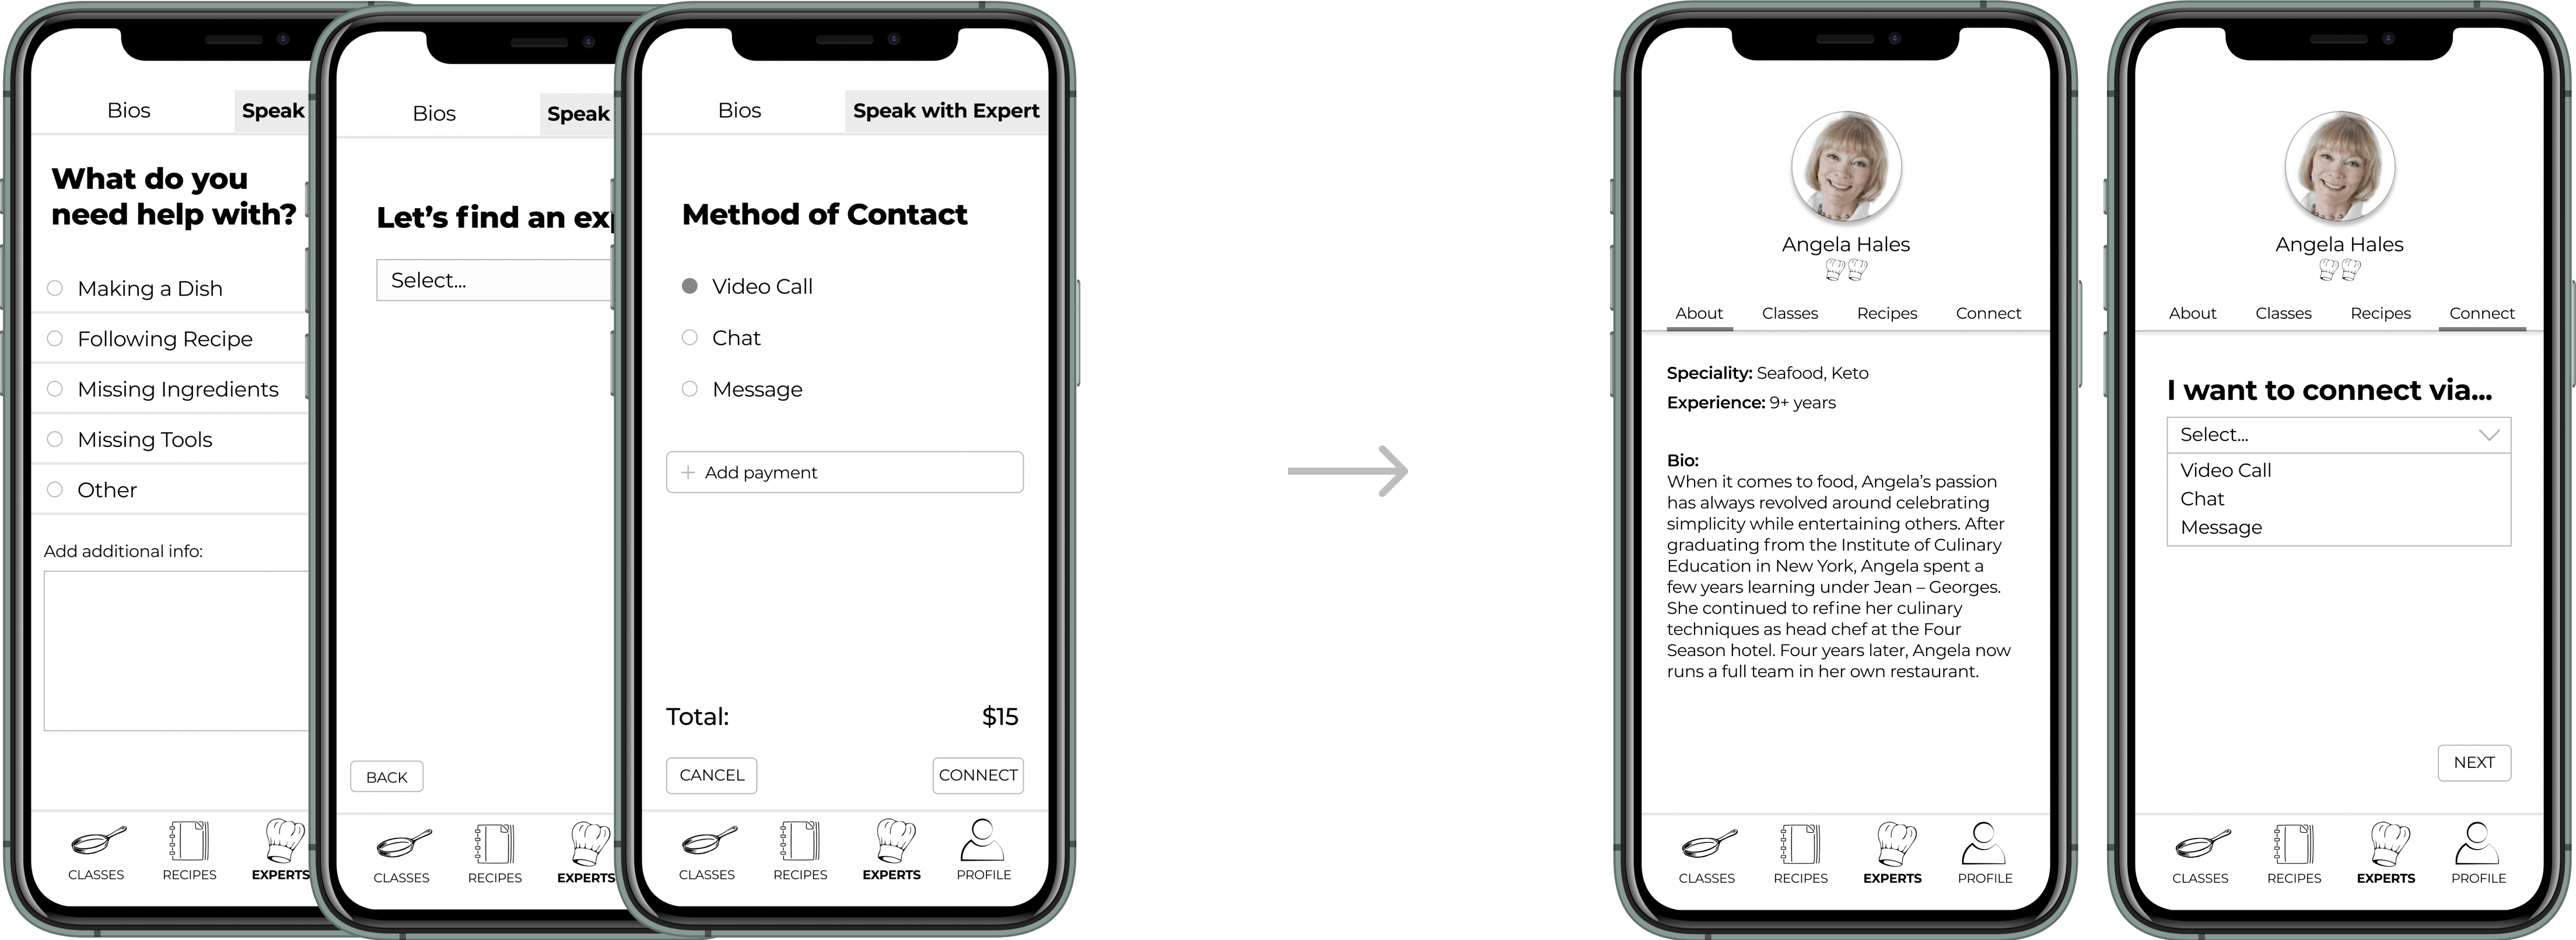 Bios
Speak
What do you
need help with?
Making a Dish
Following Recipe
Missing Ingredients
Missing Tools
Other
Add additional info:
CLASSES
RECIPES
EXPERTS
Bios
Speak
Let's find an exp
Select...
BACK
CLASSES
RECIPES
EXPERTS
Bios
Speak with Expert
Method of Contact
Video Call
Chat
Message
+ Add payment
Total:
$15
CANCEL
CONNECT
CLASSES
RECIPES
EXPERTS
PROFILE
Angela Hales
About
Classes
Recipes
Connect
Speciality: Seafood, Keto
Experience: 9+ years
Bio:
When it comes to food, Angela's passion
has always revolved around celebrating
simplicity while entertaining others. After
graduating from the Institute of Culinary
Education in New York, Angela spent a
few years learning under Jean – Georges.
She continued to refine her culinary
techniques as head chef at the Four
Season hotel. Four years later, Angela now
runs a full team in her own restaurant.
CLASSES
RECIPES
EXPERTS
PROFILE
Angela Hales
About
Classes
Recipes
Connect
I want to connect via...
Select...
Video Call
Chat
Message
NEXT
CLASSES
RECIPES
EXPERTS
PROFILE